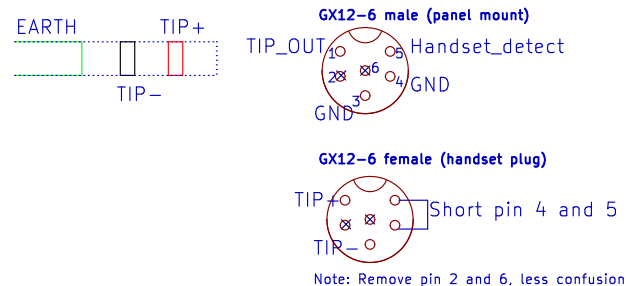 EARTH
TIP+
TIP-
GX12-6 male (panel mount)
TIP_OUT
1
5
Handset_detect
2
6
4
GND
3
GND
GX12-6 female (handset plug)
TIP+
Short pin 4 and 5
TIP-
Note: Remove pin 2 and 6, less confusion